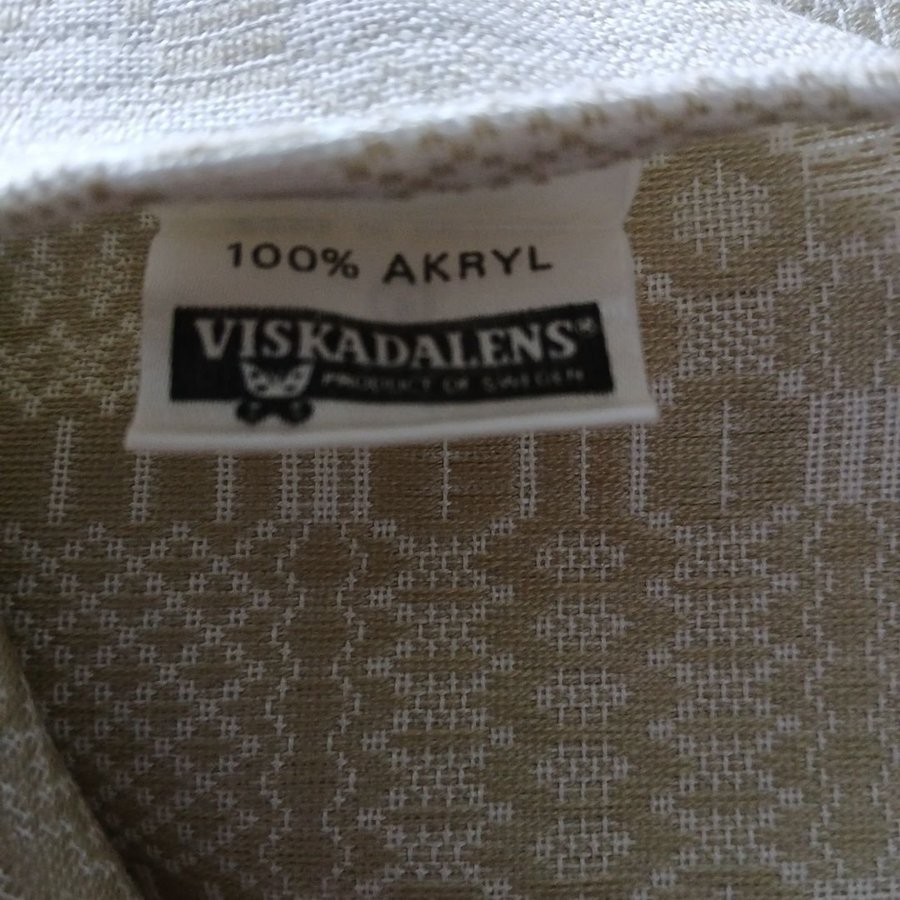 100% AKRYL
VISKADALENS®
PRODUCT OF SWEDEN